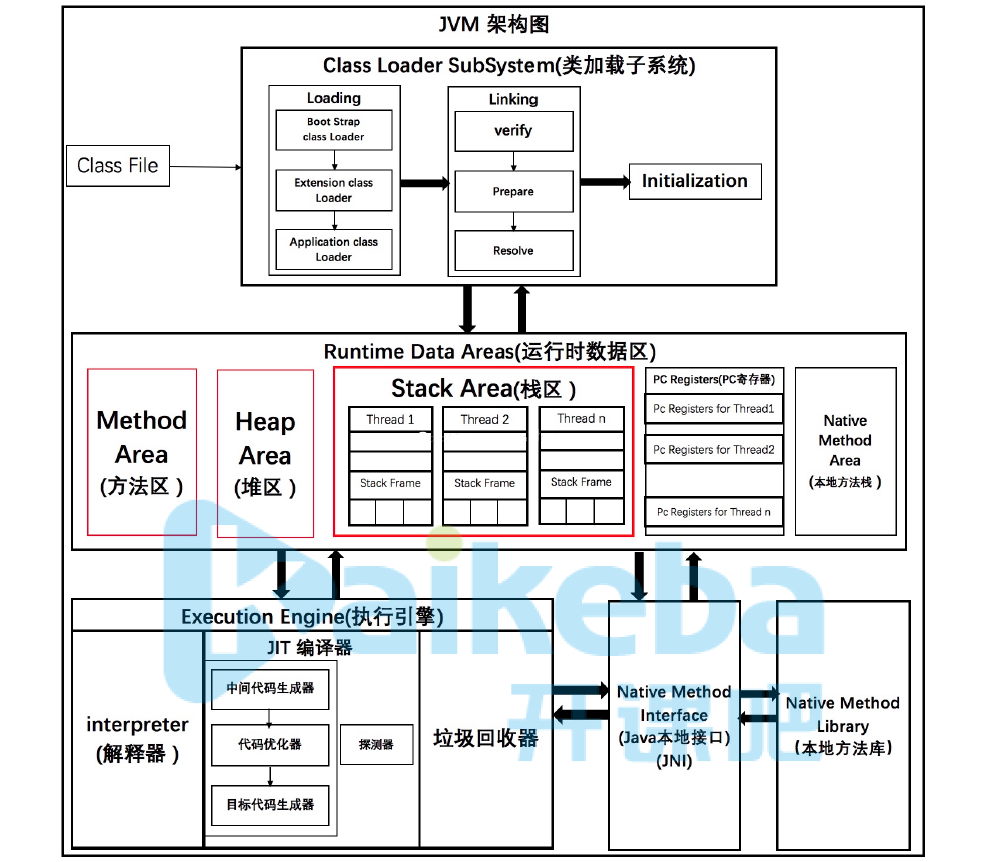 JVM 架构图
Class Loader SubSystem(类加载子系统)
Loading
Boot Strap
class Loader
Extension class
Loader
Application class
Loader
Linking
verify
Prepare
Resolve
Initialization
Class File
Runtime Data Areas(运行时数据区)
Method
Area
(方法区)
Heap
Area
(堆区)
Stack Area(栈区)
Thread 1
Stack Frame
Thread 2
Stack Frame
Thread n
Stack Frame
PC Registers(PC寄存器)
Pc Registers for Thread1
Pc Registers for Thread2
Pc Registers for Thread n
Native
Method
Area
(本地方法栈)
Execution Engine(执行引擎)
interpreter
(解释器)
JIT 编译器
中间代码生成器
代码优化器
目标代码生成器
探测器
垃圾回收器
Native Method
Interface
(Java本地接口)
(JNI)
Native Method
Library
(本地方法库)
kaikeba
开课吧